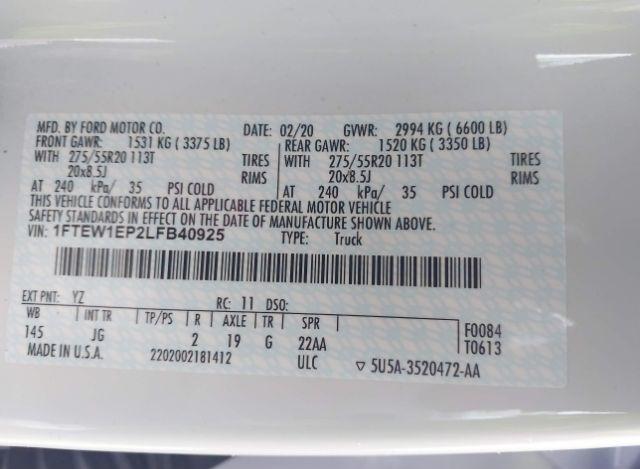 MFD. BY FORD MOTOR CO. DATE: 02/20 GVWR: 2994 KG ( 6600 LB)
FRONT GAWR: 1531 KG ( 3375 LB) REAR GAWR: 1520 KG ( 3350 LB)
WITH 275/55R20 113T TIRES WITH 275/55R20 113T TIRES
20x8.5J RIMS 20x8.5J RIMS
AT 240 kPa/ 35 PSI COLD AT 240 kPa/ 35 PSI COLD
THIS VEHICLE CONFORMS TO ALL APPLICABLE FEDERAL MOTOR VEHICLE
SAFETY STANDARDS IN EFFECT ON THE DATE OF MANUFACTURE SHOWN ABOVE.
VIN: 1FTEW1EP2LFB40925 TYPE: Truck
EXT PNT: YZ RC: 11 DSO:
WB INT TR TP/PS R AXLE TR SPR F0084
145 JG 2 19 G 22AA T0613
MADE IN U.S.A. 2202002181412 ULC ▽ 5U5A-3520472-AA